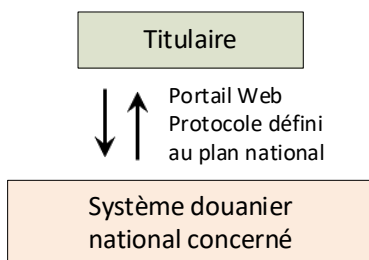 Titulaire
Portail Web
Protocole défini
au plan national
Système douanier
national concerné